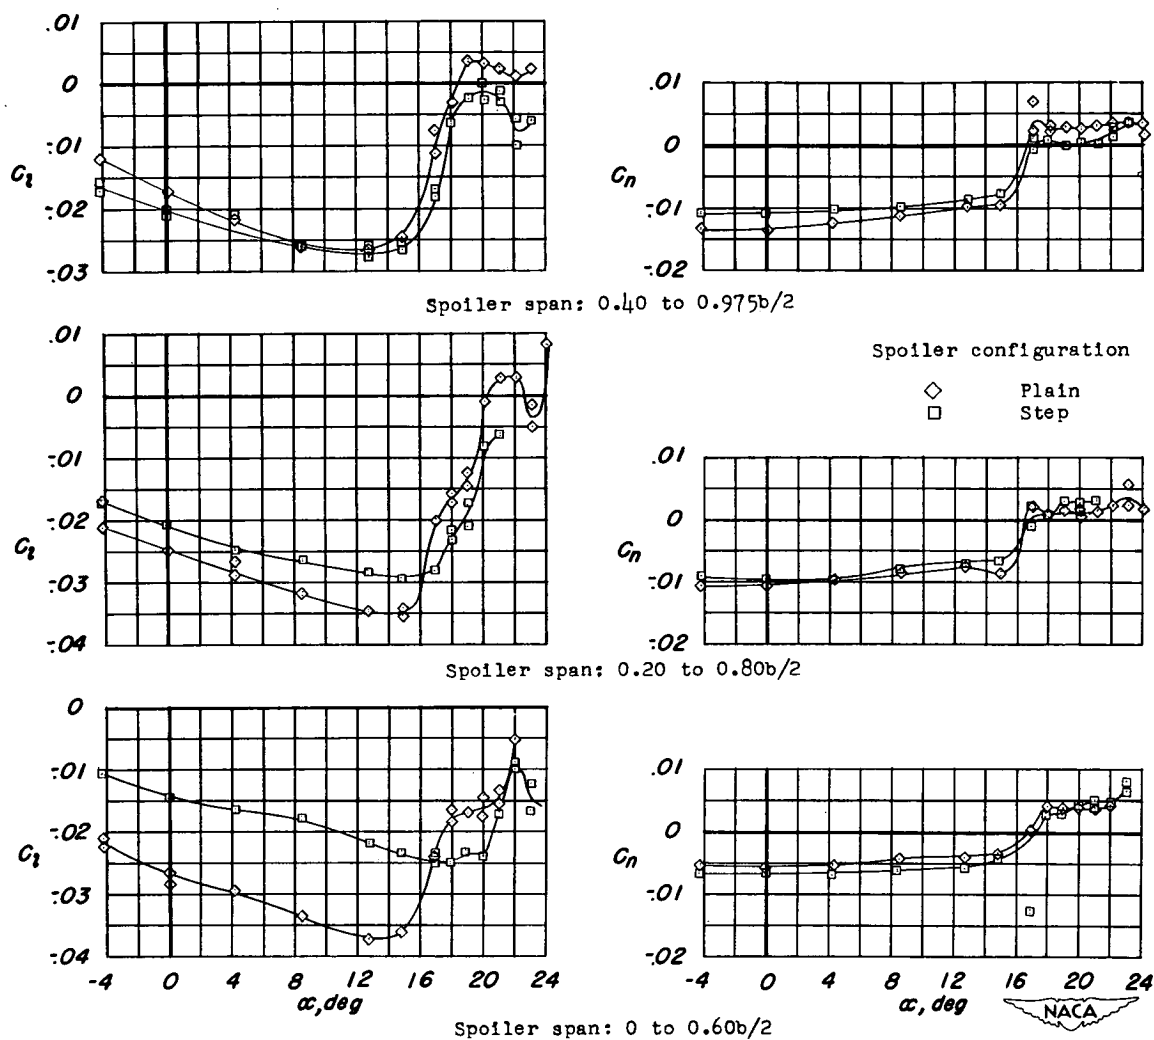 .01
0
-.01
-.02
-.03
C_l
.01
0
-.01
-.02
C_n
Spoiler span: 0.40 to 0.975b/2
.01
0
-.01
-.02
-.03
-.04
C_l
Spoiler configuration
Plain
Step
.01
0
-.01
-.02
C_n
Spoiler span: 0.20 to 0.80b/2
0
-.01
-.02
-.03
-.04
C_l
-4 0 4 8 12 16 20 24
α, deg
.01
0
-.01
-.02
C_n
-4 0 4 8 12 16 20 24
α, deg
NACA
Spoiler span: 0 to 0.60b/2